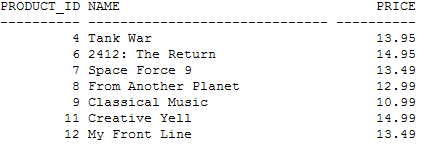 PRODUCT_ID NAME                              PRICE
---------- ------------------------------ ----------
         4 Tank War                            13.95
         6 2412: The Return                    14.95
         7 Space Force 9                       13.49
         8 From Another Planet                 12.99
         9 Classical Music                     10.99
        11 Creative Yell                       14.99
        12 My Front Line                       13.49